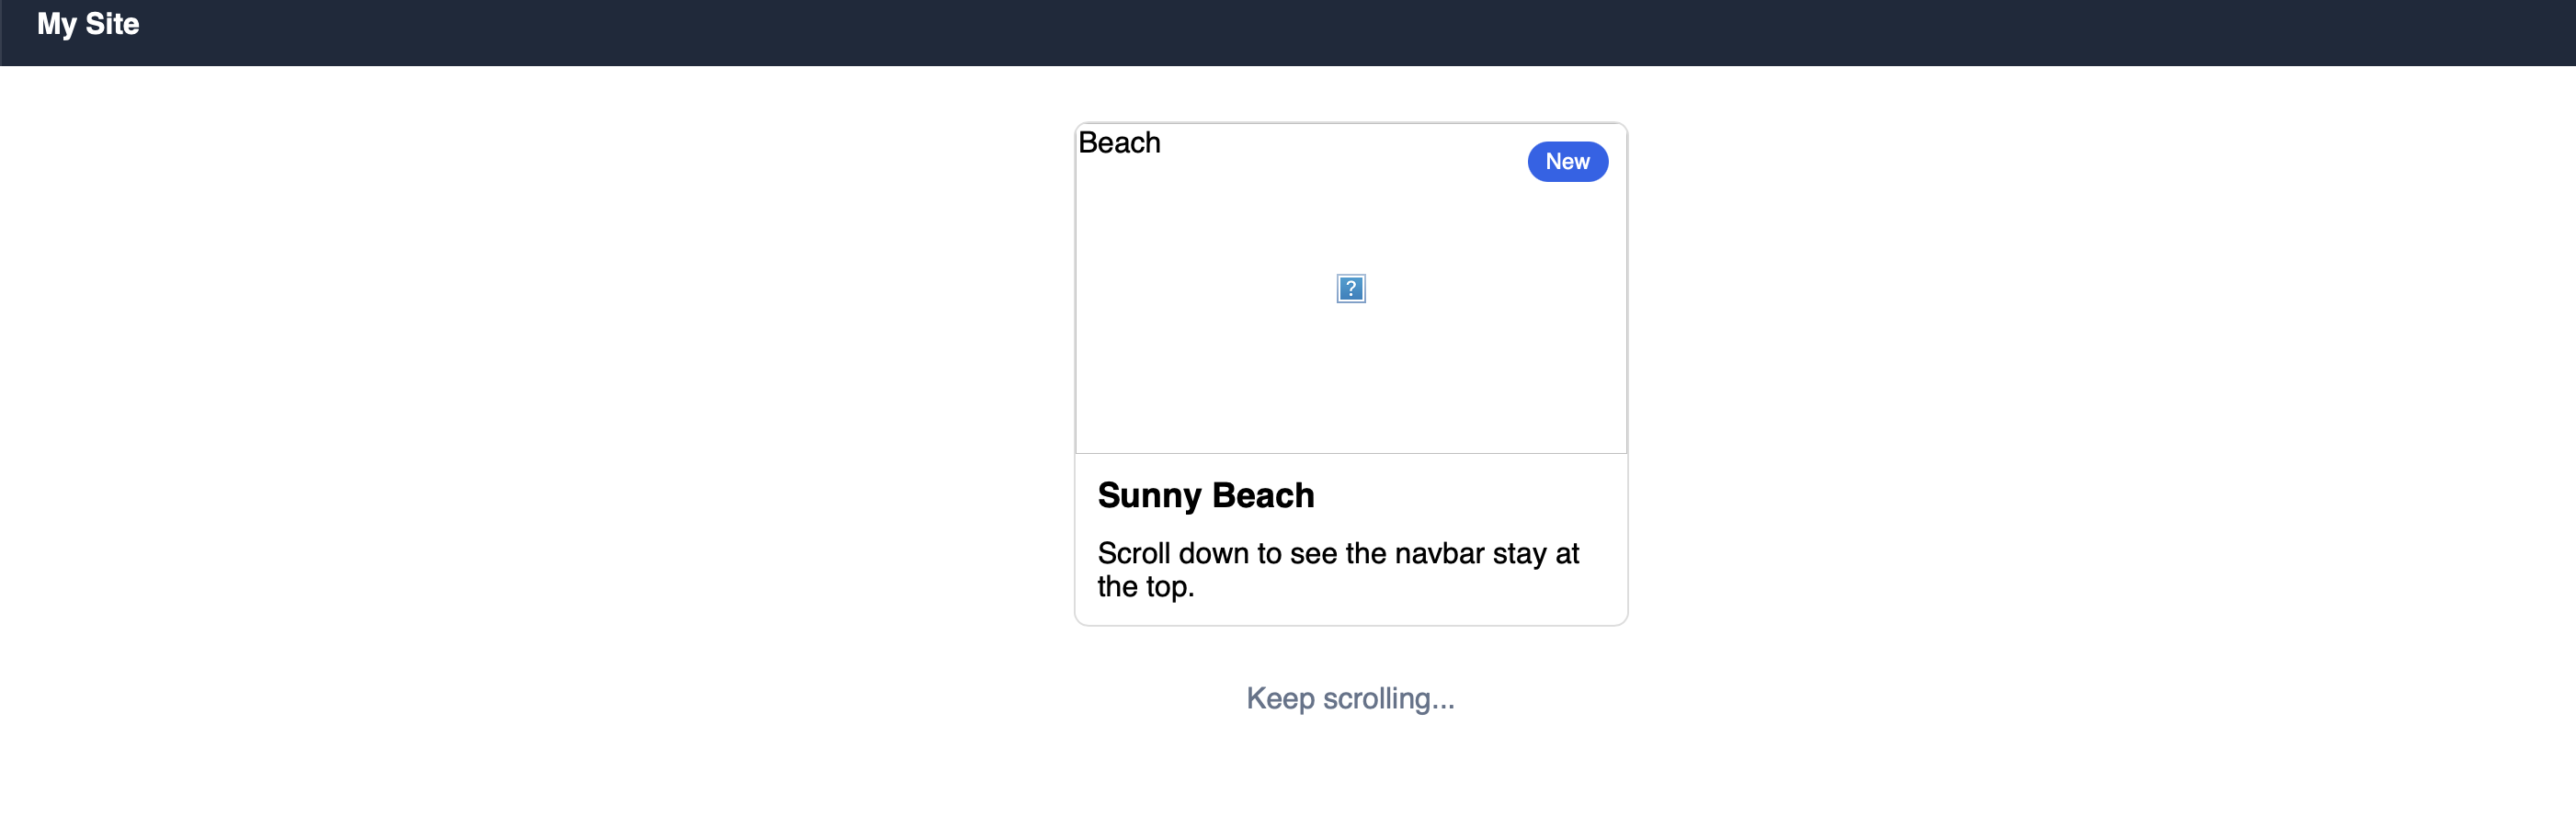 My Site
Beach
New
?
Sunny Beach
Scroll down to see the navbar stay at
the top.
Keep scrolling...